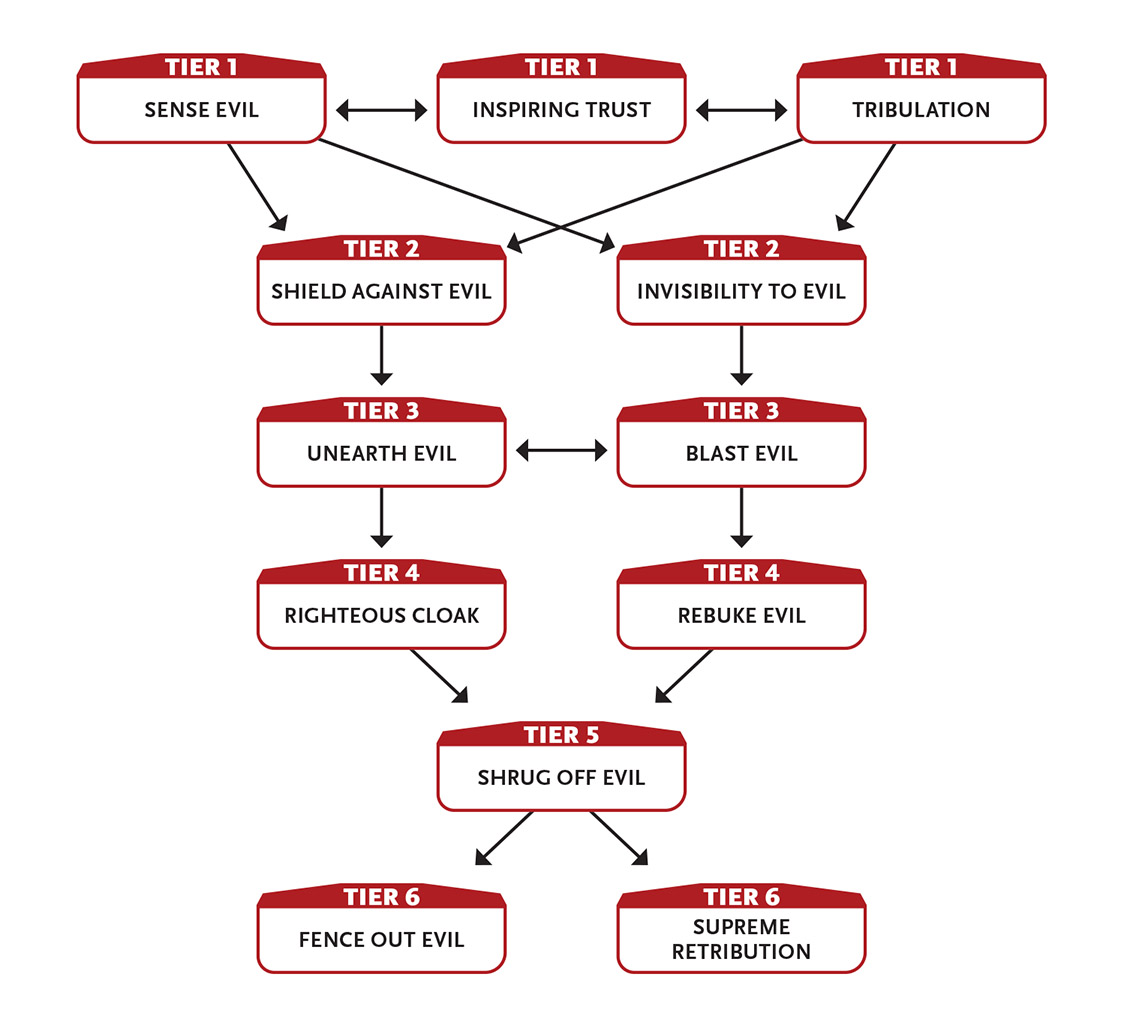 TIER 1
SENSE EVIL
TIER 1
INSPIRING TRUST
TIER 1
TRIBULATION
TIER 2
SHIELD AGAINST EVIL
TIER 2
INVISIBILITY TO EVIL
TIER 3
UNEARTH EVIL
TIER 3
BLAST EVIL
TIER 4
RIGHTEOUS CLOAK
TIER 4
REBUKE EVIL
TIER 5
SHRUG OFF EVIL
TIER 6
FENCE OUT EVIL
TIER 6
SUPREME
RETRIBUTION